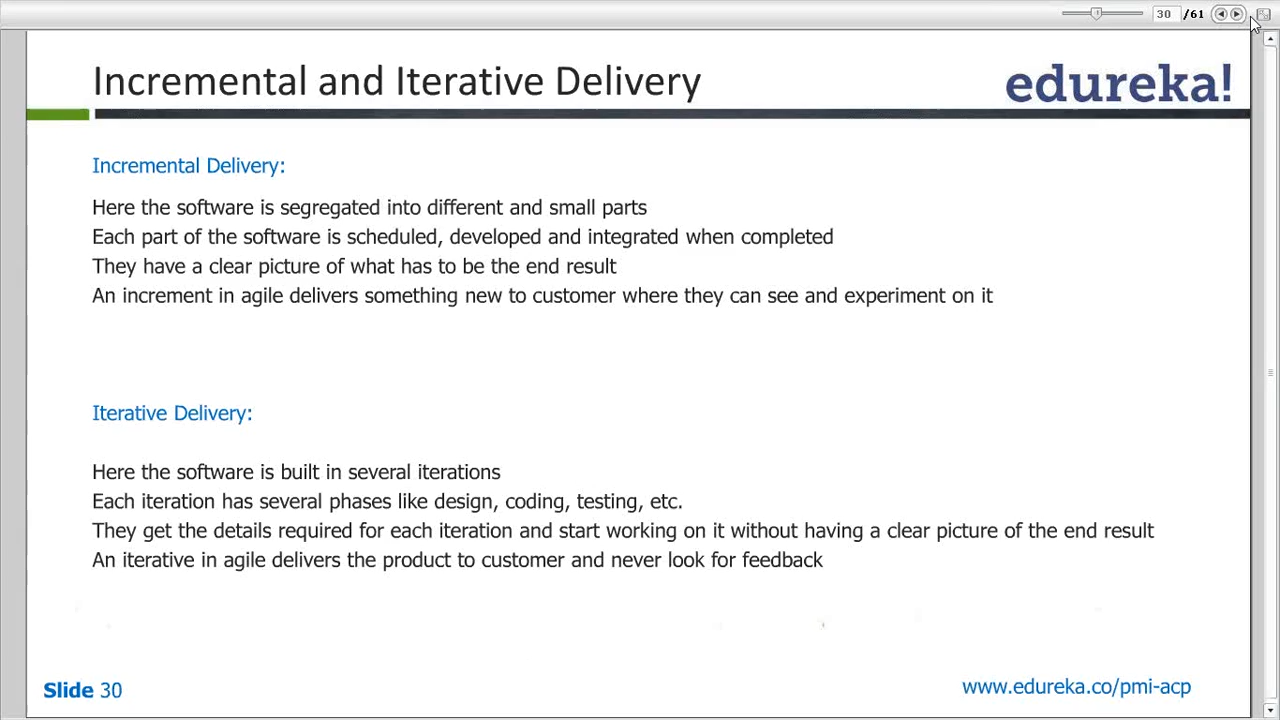 30 /61
Incremental and Iterative Delivery
edureka!
Incremental Delivery:
Here the software is segregated into different and small parts
Each part of the software is scheduled, developed and integrated when completed
They have a clear picture of what has to be the end result
An increment in agile delivers something new to customer where they can see and experiment on it
Iterative Delivery:
Here the software is built in several iterations
Each iteration has several phases like design, coding, testing, etc.
They get the details required for each iteration and start working on it without having a clear picture of the end result
An iterative in agile delivers the product to customer and never look for feedback
Slide 30
www.edureka.co/pmi-acp